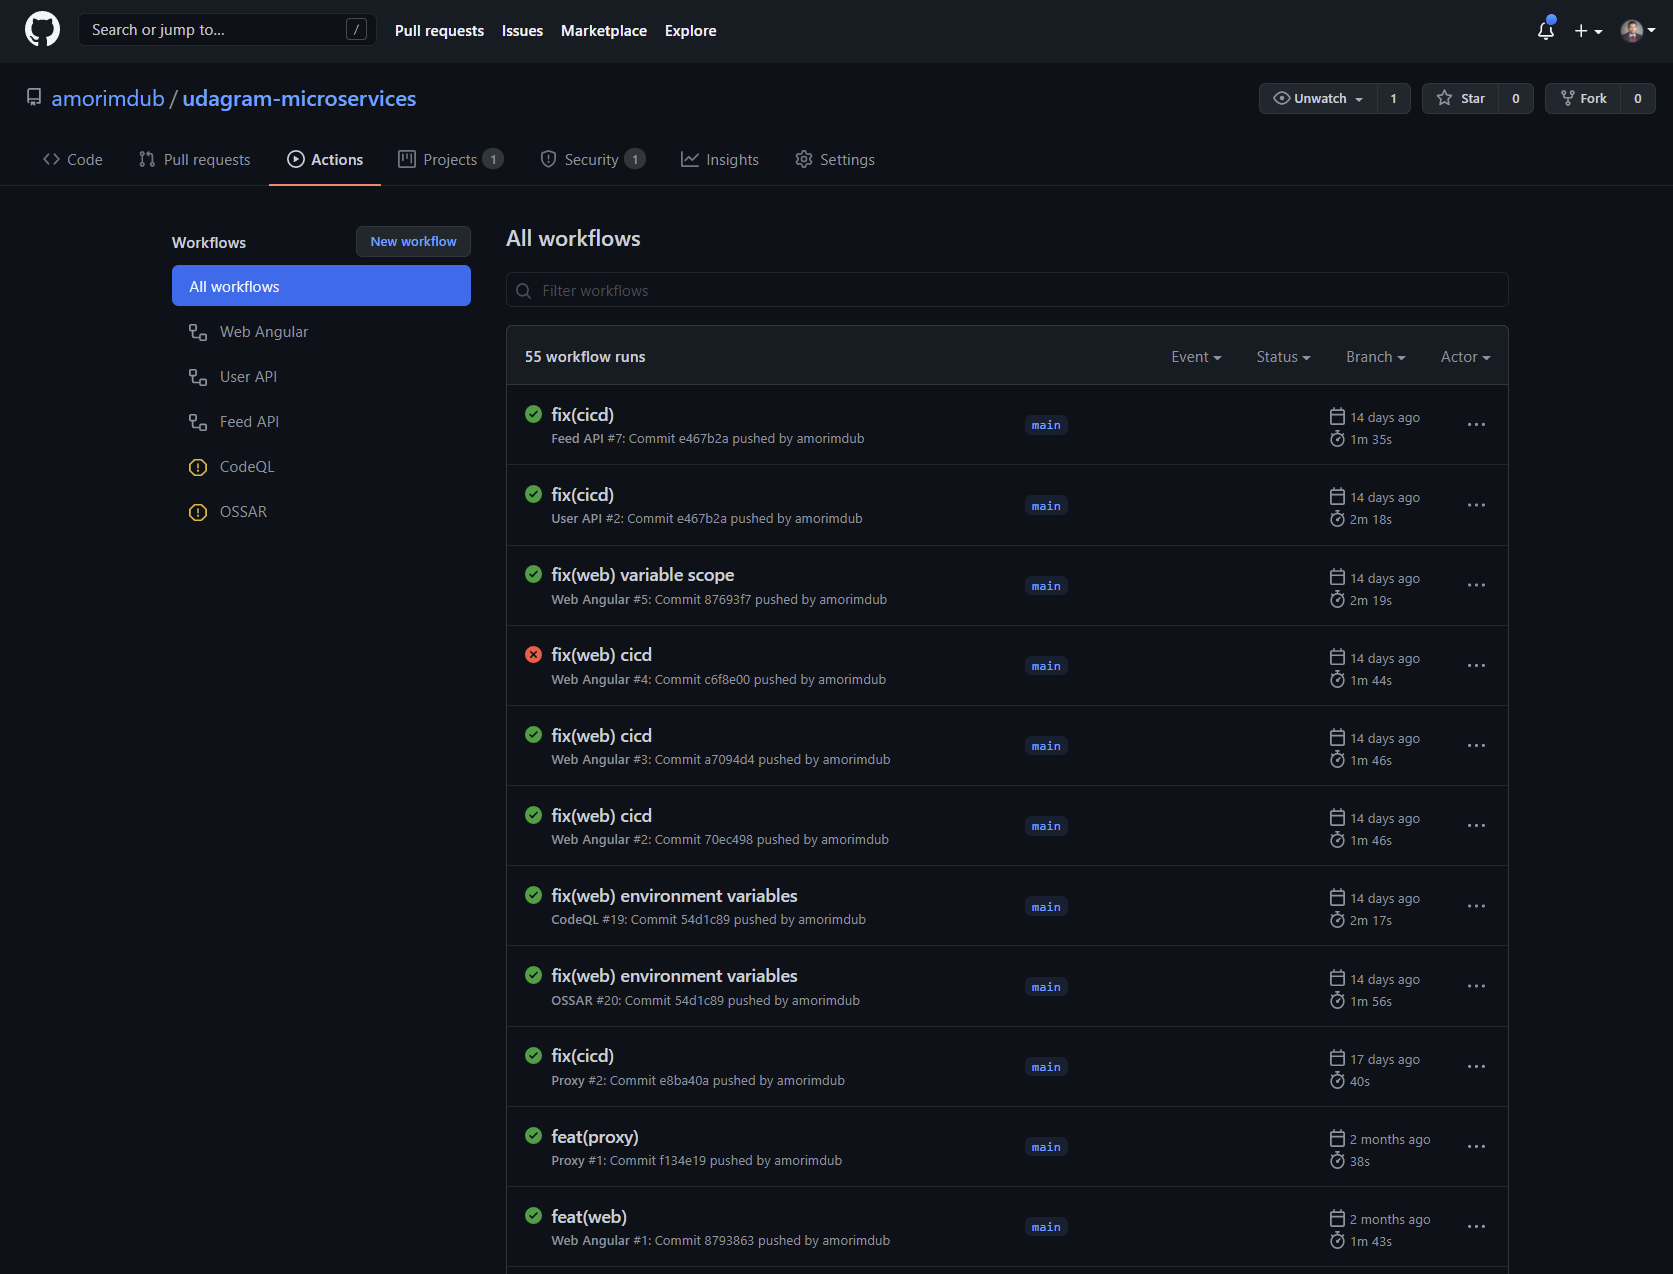 Search or jump to... /
Pull requests Issues Marketplace Explore
amorimdub / udagram-microservices
Unwatch 1 Star 0 Fork 0
Code Pull requests Actions Projects 1 Security 1 Insights Settings
Workflows
New workflow
All workflows
Web Angular
User API
Feed API
CodeQL
OSSAR
All workflows
Filter workflows
55 workflow runs Event Status Branch Actor
fix(cicd)
Feed API #7: Commit e467b2a pushed by amorimdub
main
14 days ago
1m 35s
fix(cicd)
User API #2: Commit e467b2a pushed by amorimdub
main
14 days ago
2m 18s
fix(web) variable scope
Web Angular #5: Commit 87693f7 pushed by amorimdub
main
14 days ago
2m 19s
fix(web) cicd
Web Angular #4: Commit c6f8e00 pushed by amorimdub
main
14 days ago
1m 44s
fix(web) cicd
Web Angular #3: Commit a7094d4 pushed by amorimdub
main
14 days ago
1m 46s
fix(web) cicd
Web Angular #2: Commit 70ec498 pushed by amorimdub
main
14 days ago
1m 46s
fix(web) environment variables
CodeQL #19: Commit 54d1c89 pushed by amorimdub
main
14 days ago
2m 17s
fix(web) environment variables
OSSAR #20: Commit 54d1c89 pushed by amorimdub
main
14 days ago
1m 56s
fix(cicd)
Proxy #2: Commit e8ba40a pushed by amorimdub
main
17 days ago
40s
feat(proxy)
Proxy #1: Commit f134e19 pushed by amorimdub
main
2 months ago
38s
feat(web)
Web Angular #1: Commit 8793863 pushed by amorimdub
main
2 months ago
1m 43s